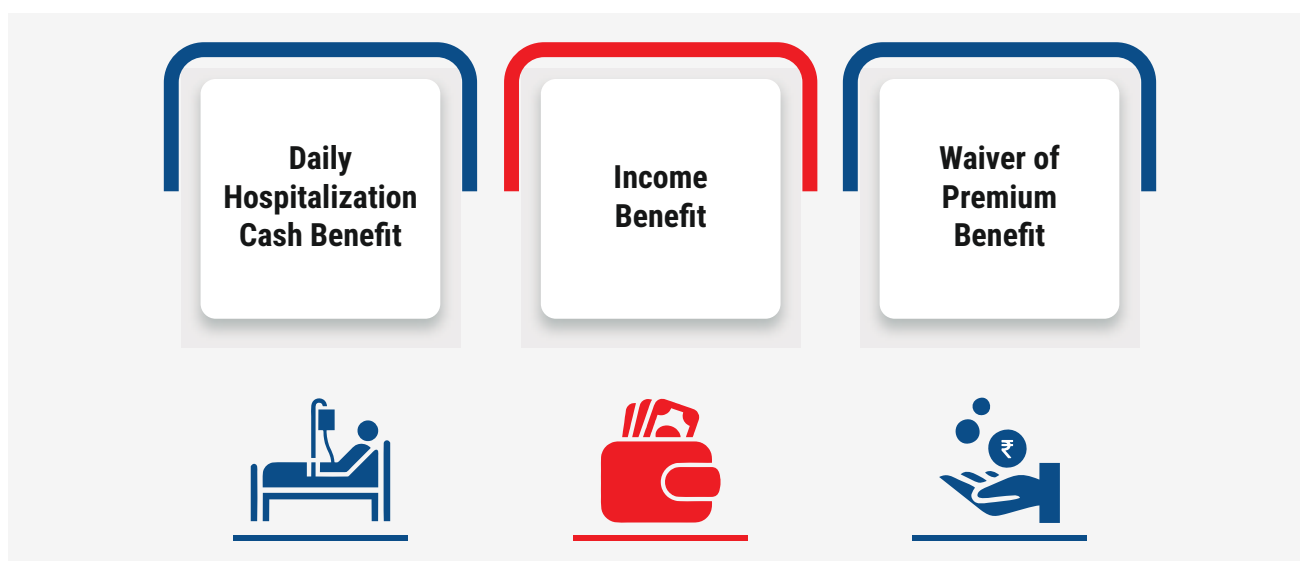 Daily
Hospitalization
Cash Benefit
Income
Benefit
Waiver of
Premium
Benefit
₹